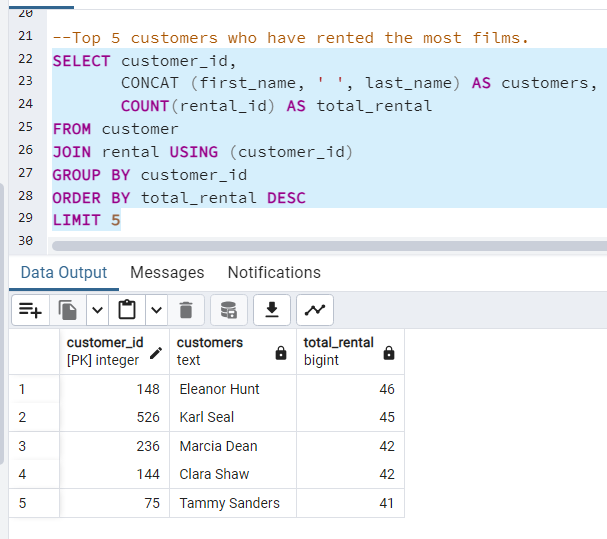 20
21 --Top 5 customers who have rented the most films.
22 SELECT customer_id,
23 CONCAT (first_name, ' ', last_name) AS customers,
24 COUNT(rental_id) AS total_rental
25 FROM customer
26 JOIN rental USING (customer_id)
27 GROUP BY customer_id
28 ORDER BY total_rental DESC
29 LIMIT 5
30
Data Output Messages Notifications
customer_id customers total_rental
[PK] integer text bigint
1 148 Eleanor Hunt 46
2 526 Karl Seal 45
3 236 Marcia Dean 42
4 144 Clara Shaw 42
5 75 Tammy Sanders 41